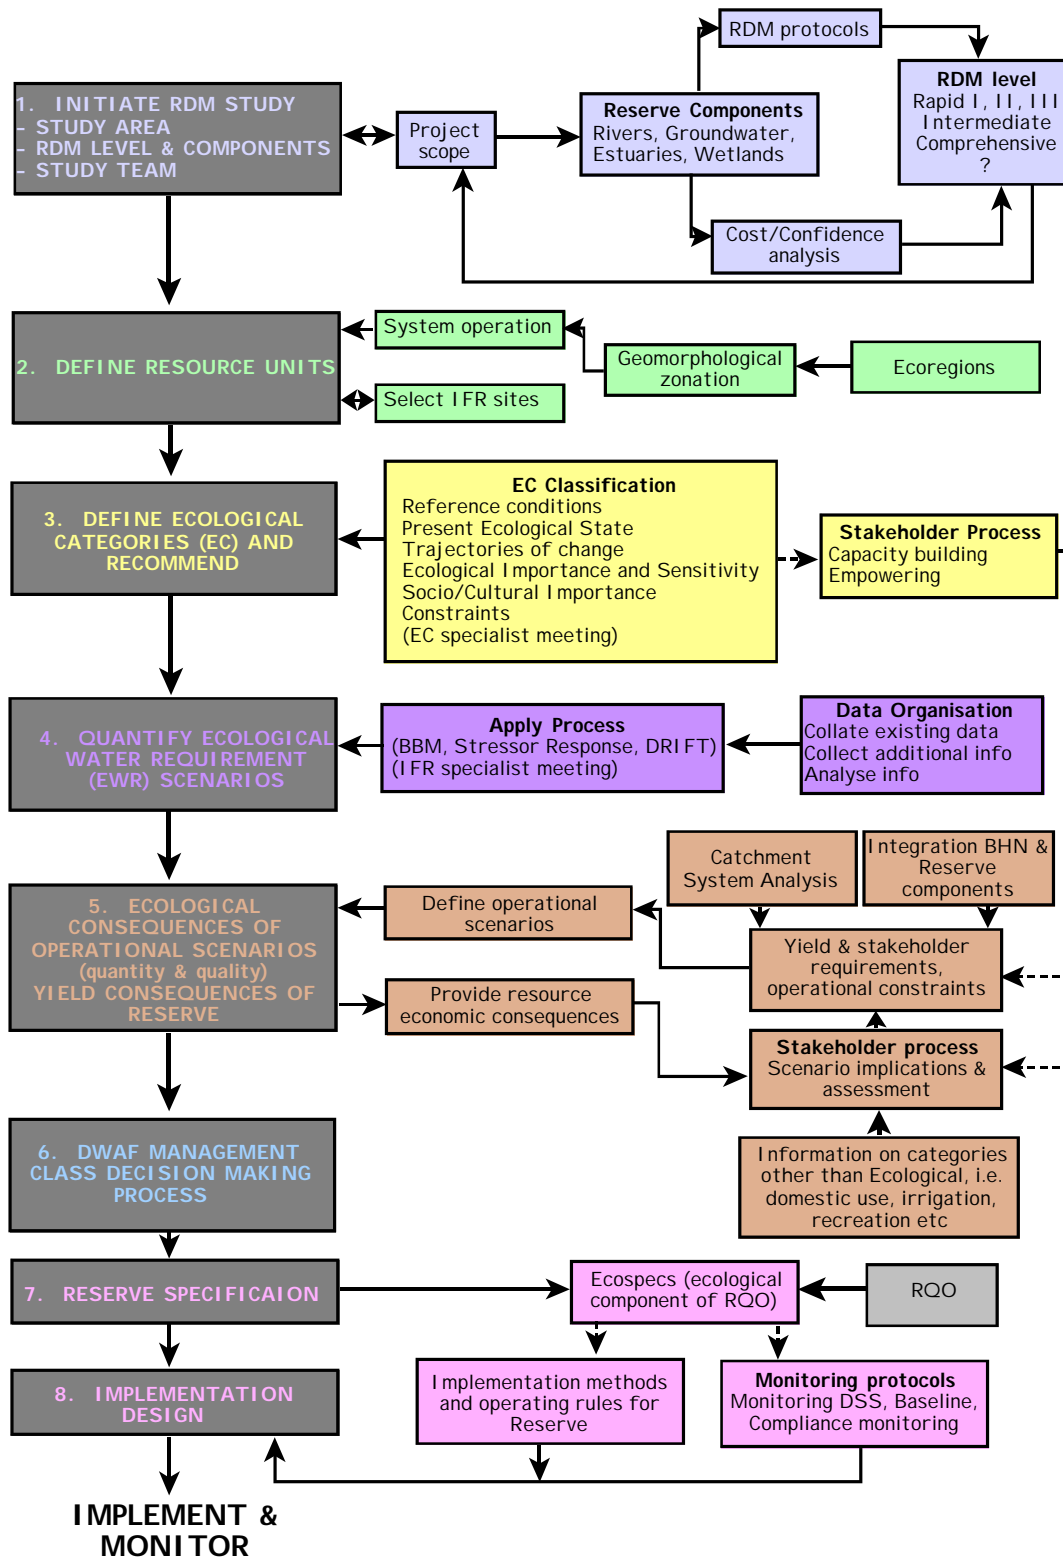 RDM protocols
RDM level
Rapid I, II, III
Intermediate
Comprehensive
?
1. INITIATE RDM STUDY
- STUDY AREA
- RDM LEVEL & COMPONENTS
- STUDY TEAM
Project
scope
Reserve Components
Rivers, Groundwater,
Estuaries, Wetlands
Cost/Confidence
analysis
2. DEFINE RESOURCE UNITS
System operation
Select IFR sites
Geomorphological
zonation
Ecoregions
3. DEFINE ECOLOGICAL
CATEGORIES (EC) AND
RECOMMEND
EC Classification
Reference conditions
Present Ecological State
Trajectories of change
Ecological Importance and Sensitivity
Socio/Cultural Importance
Constraints
(EC specialist meeting)
Stakeholder Process
Capacity building
Empowering
4. QUANTIFY ECOLOGICAL
WATER REQUIREMENT
(EWR) SCENARIOS
Apply Process
(BBM, Stressor Response, DRIFT)
(IFR specialist meeting)
Data Organisation
Collate existing data
Collect additional info
Analyse info
Catchment
System Analysis
Integration BHN &
Reserve
components
5. ECOLOGICAL
CONSEQUENCES OF
OPERATIONAL SCENARIOS
(quantity & quality)
YIELD CONSEQUENCES OF
RESERVE
Define operational
scenarios
Yield & stakeholder
requirements,
operational constraints
Provide resource
economic consequences
Stakeholder process
Scenario implications &
assessment
Information on categories
other than Ecological, i.e.
domestic use, irrigation,
recreation etc
6. DWAF MANAGEMENT
CLASS DECISION MAKING
PROCESS
7. RESERVE SPECIFICAION
Ecospecs (ecological
component of RQO)
RQO
8. IMPLEMENTATION
DESIGN
Implementation methods
and operating rules for
Reserve
Monitoring protocols
Monitoring DSS, Baseline,
Compliance monitoring
IMPLEMENT &
MONITOR